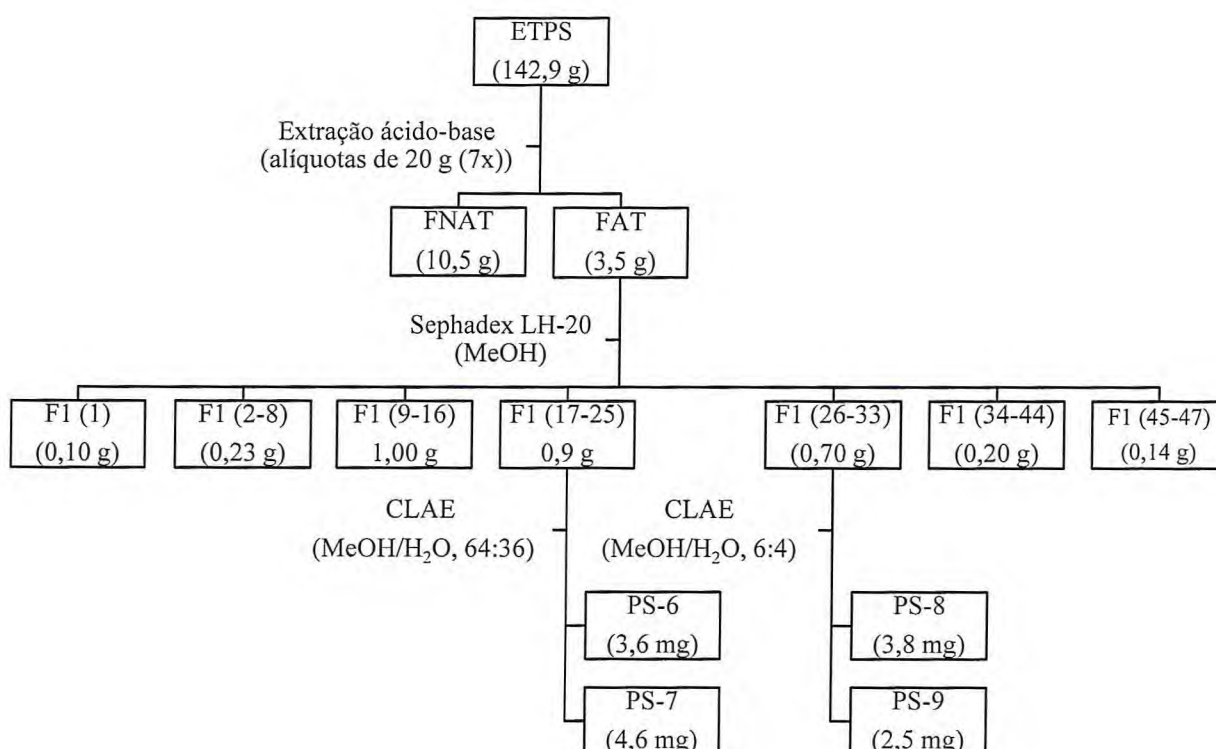 ETPS
(142,9 g)
Extração ácido-base
(alíquotas de 20 g (7x))
FNAT
(10,5 g)
FAT
(3,5 g)
Sephadex LH-20
(MeOH)
F1 (1)
(0,10 g)
F1 (2-8)
(0,23 g)
F1 (9-16)
1,00 g
F1 (17-25)
0,9 g
F1 (26-33)
(0,70 g)
F1 (34-44)
(0,20 g)
F1 (45-47)
(0,14 g)
CLAE
(MeOH/H₂O, 64:36)
CLAE
(MeOH/H₂O, 6:4)
PS-6
(3,6 mg)
PS-8
(3,8 mg)
PS-7
(4,6 mg)
PS-9
(2,5 mg)